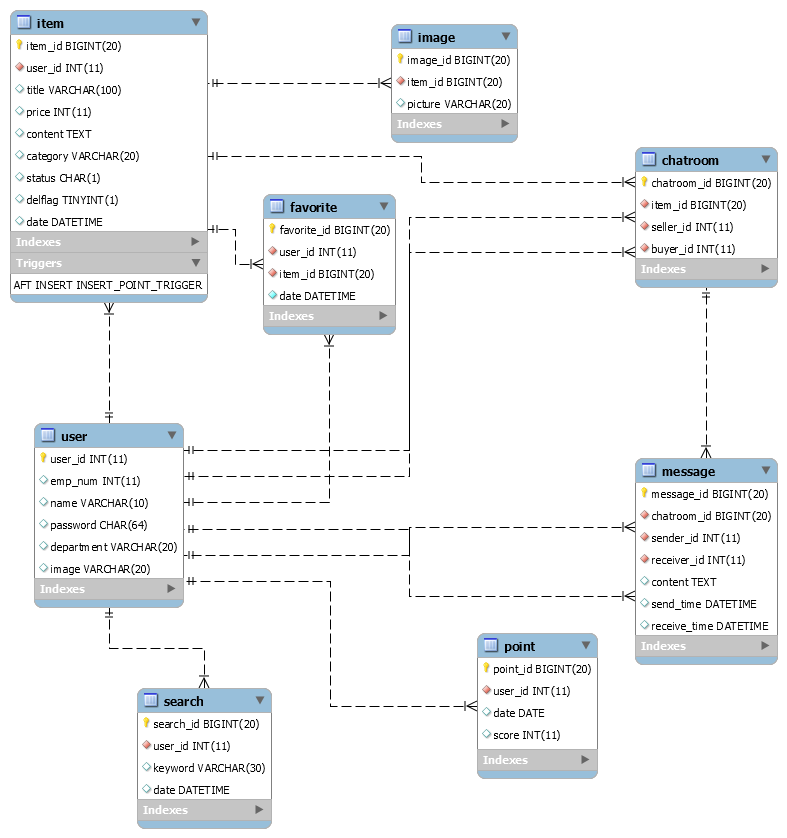 item
item_id BIGINT(20)
user_id INT(11)
title VARCHAR(100)
price INT(11)
content TEXT
category VARCHAR(20)
status CHAR(1)
delflag TINYINT(1)
date DATETIME
Indexes
Triggers
AFT INSERT INSERT_POINT_TRIGGER
image
image_id BIGINT(20)
item_id BIGINT(20)
picture VARCHAR(20)
Indexes
chatroom
chatroom_id BIGINT(20)
item_id BIGINT(20)
seller_id INT(11)
buyer_id INT(11)
Indexes
favorite
favorite_id BIGINT(20)
user_id INT(11)
item_id BIGINT(20)
date DATETIME
Indexes
user
user_id INT(11)
emp_num INT(11)
name VARCHAR(10)
password CHAR(64)
department VARCHAR(20)
image VARCHAR(20)
Indexes
message
message_id BIGINT(20)
chatroom_id BIGINT(20)
sender_id INT(11)
receiver_id INT(11)
content TEXT
send_time DATETIME
receive_time DATETIME
Indexes
point
point_id BIGINT(20)
user_id INT(11)
date DATE
score INT(11)
Indexes
search
search_id BIGINT(20)
user_id INT(11)
keyword VARCHAR(30)
date DATETIME
Indexes